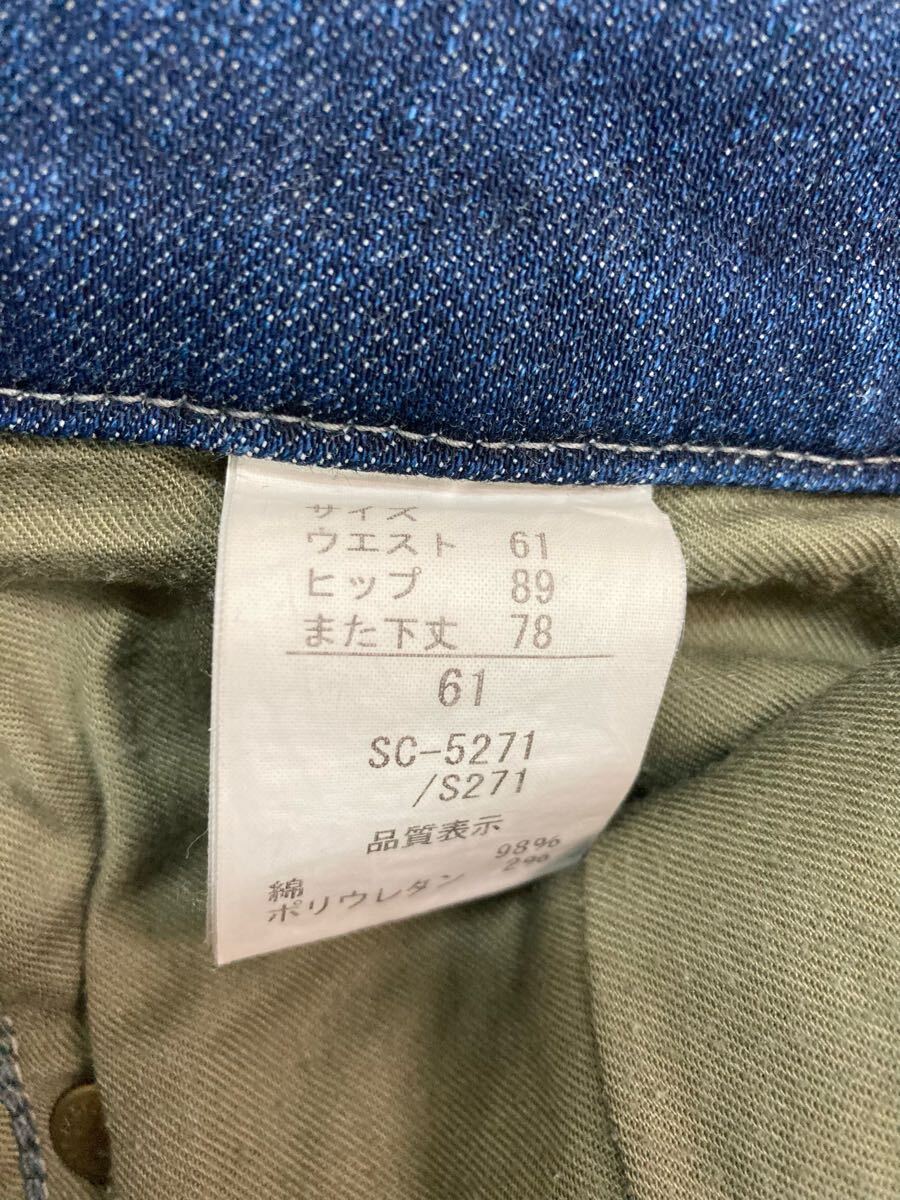 サイズ
ウエスト 61
ヒップ 89
また下丈 78
61
SC-5271
/S271
品質表示
綿 98%
ポリウレタン 2%